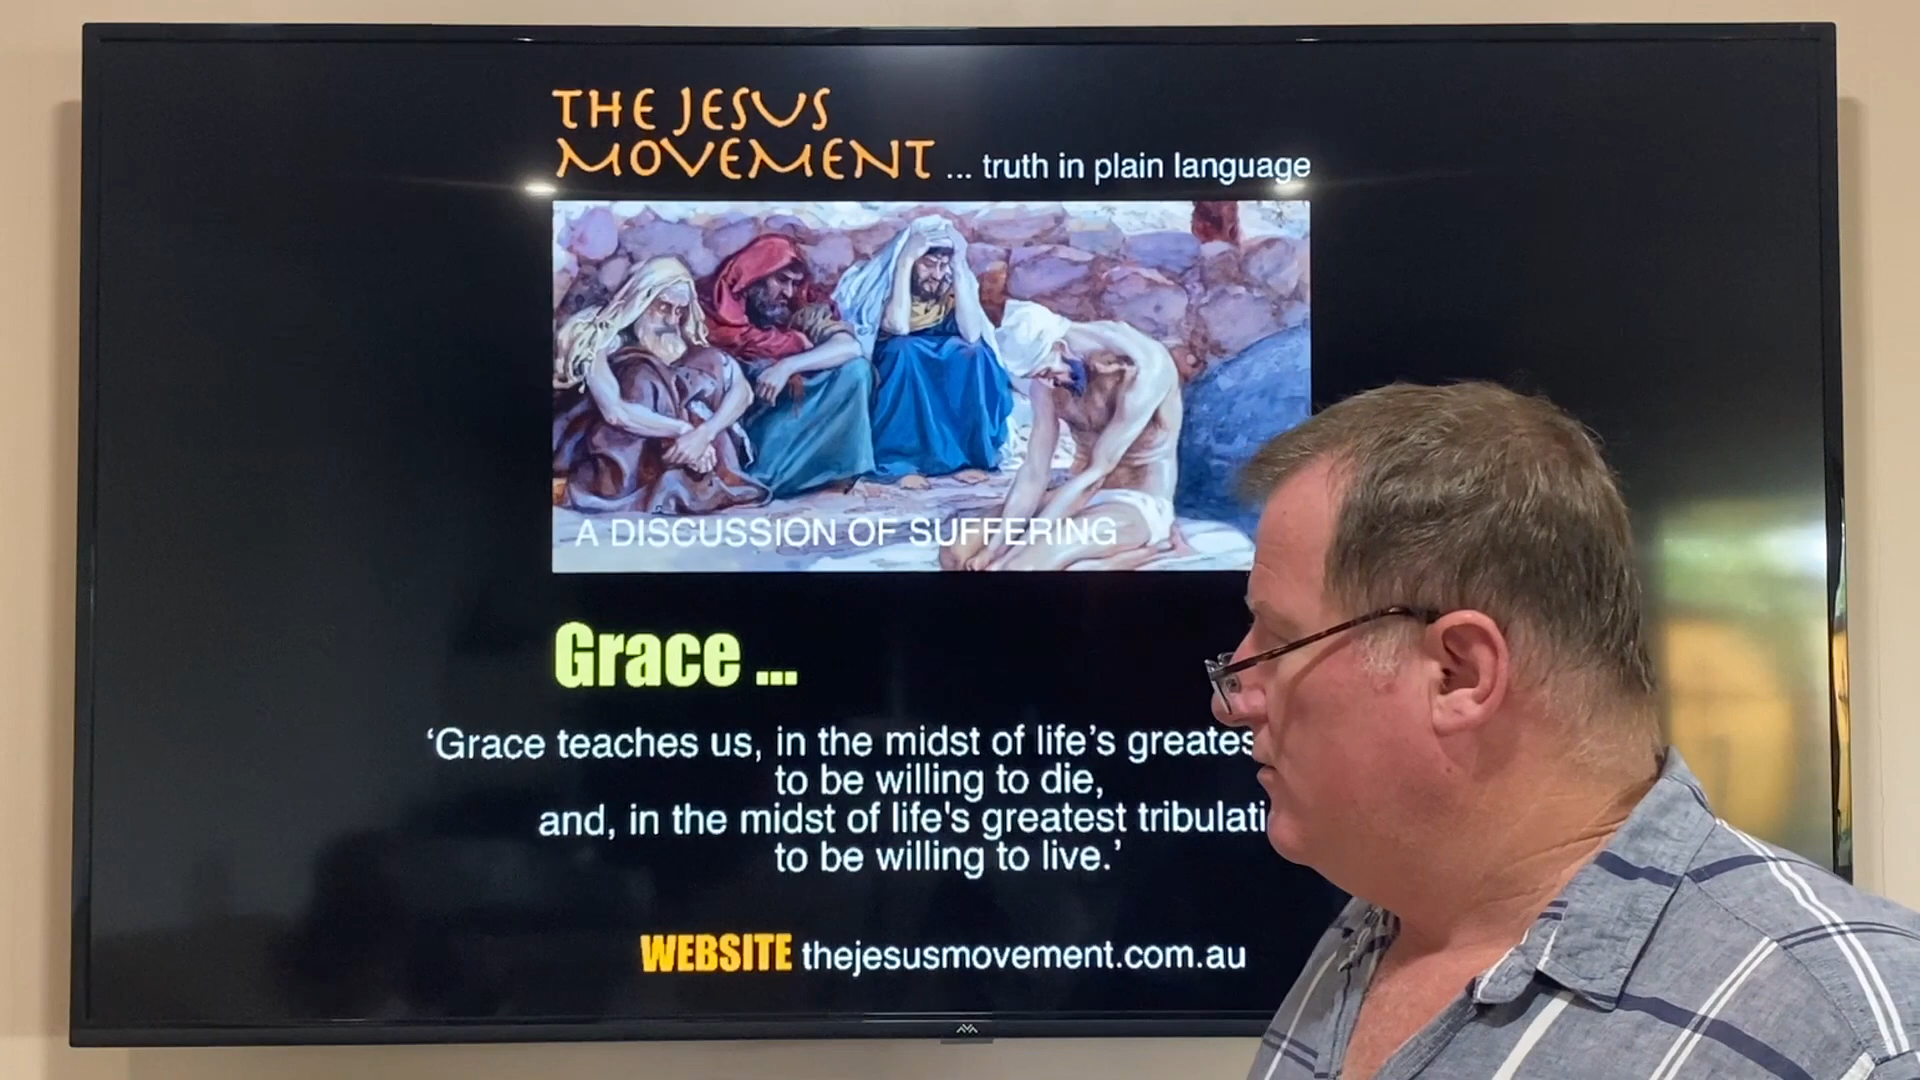 THE JESUS
MOVEMENT ... truth in plain language
A DISCUSSION OF SUFFERING
Grace ...
‘Grace teaches us, in the midst of life’s
to be willing to die,
and, in the midst of life's greatest
to be willing to live.’
WEBSITE thejesusmovement.com.au